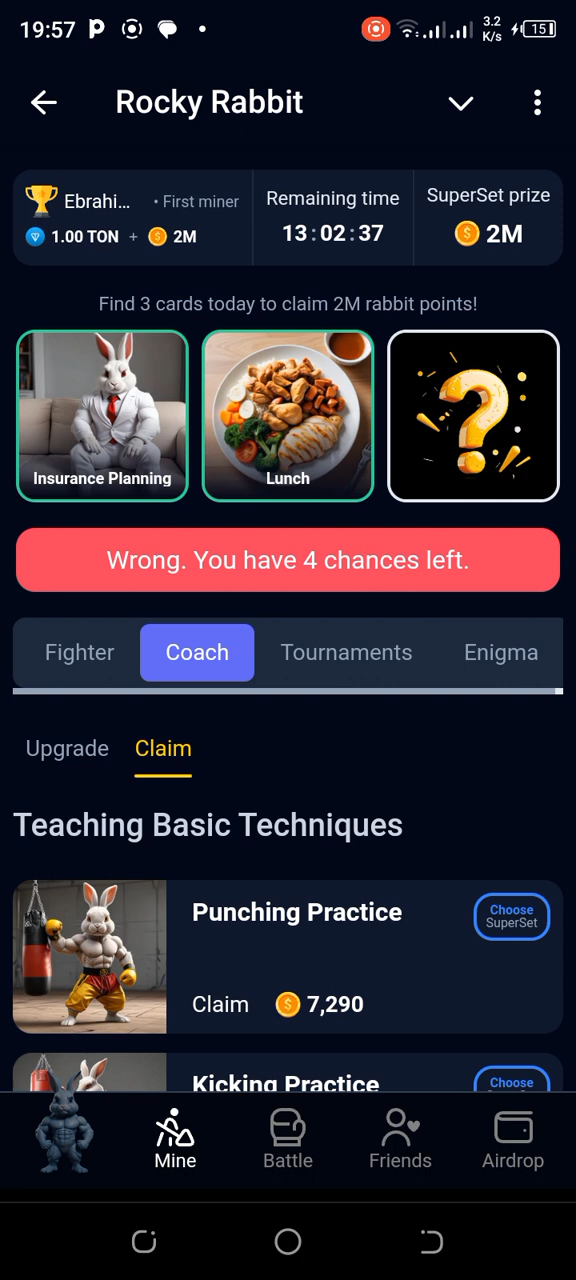 19:57
3.2
K/s
15
Rocky Rabbit
Ebrahi... • First miner
1.00 TON + 2M
Remaining time
13:02:37
SuperSet prize
2M
Find 3 cards today to claim 2M rabbit points!
Insurance Planning
Lunch
Wrong. You have 4 chances left.
Fighter Coach Tournaments Enigma
Upgrade Claim
Teaching Basic Techniques
Punching Practice
Choose
SuperSet
Claim 7,290
Kicking Practice
Choose
Mine Battle Friends Airdrop